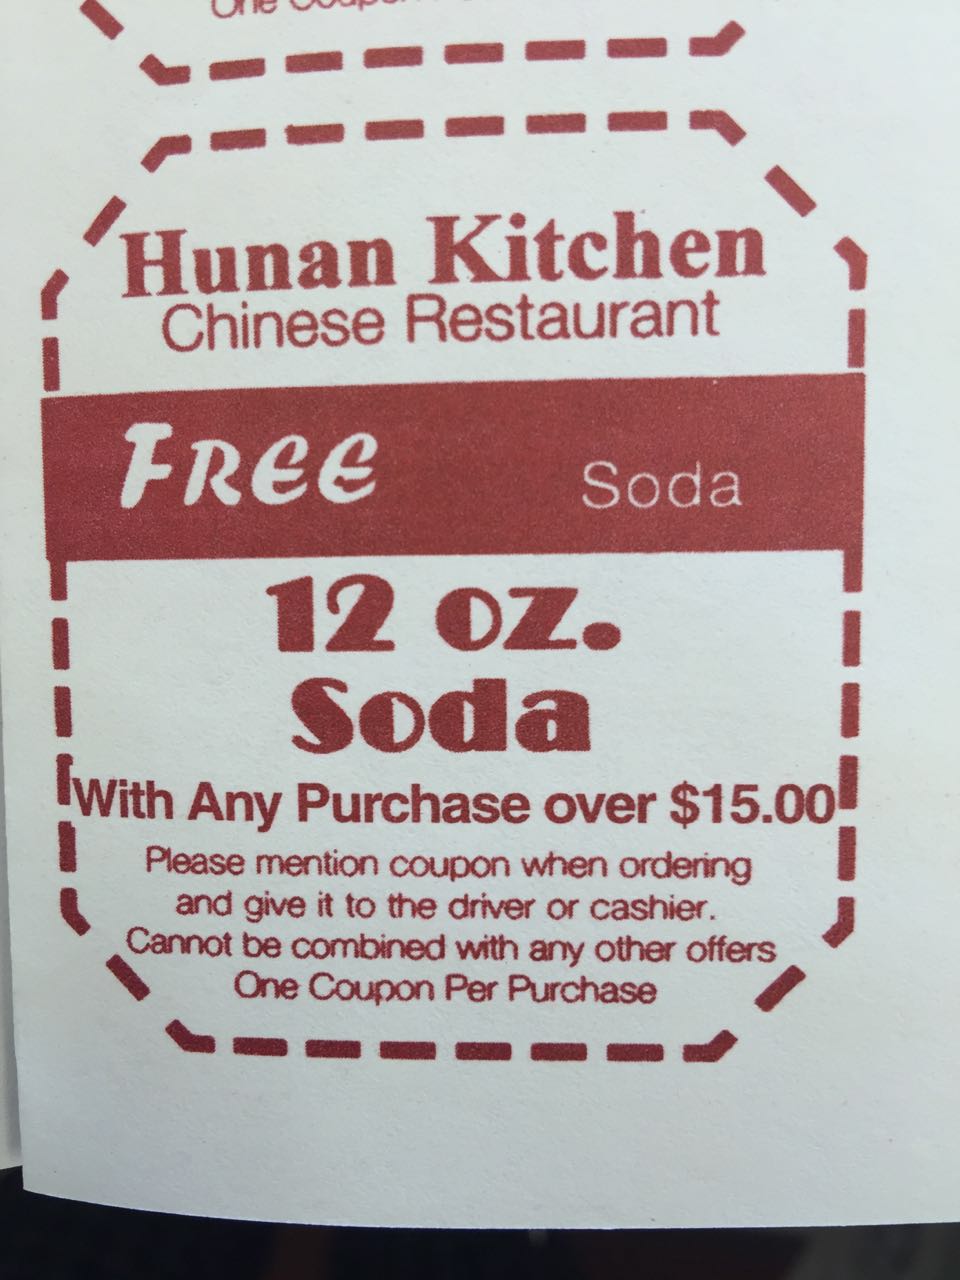 One Coupon
Hunan Kitchen
Chinese Restaurant
FREE Soda
12 oz.
Soda
With Any Purchase over $15.00
Please mention coupon when ordering
and give it to the driver or cashier.
Cannot be combined with any other offers
One Coupon Per Purchase